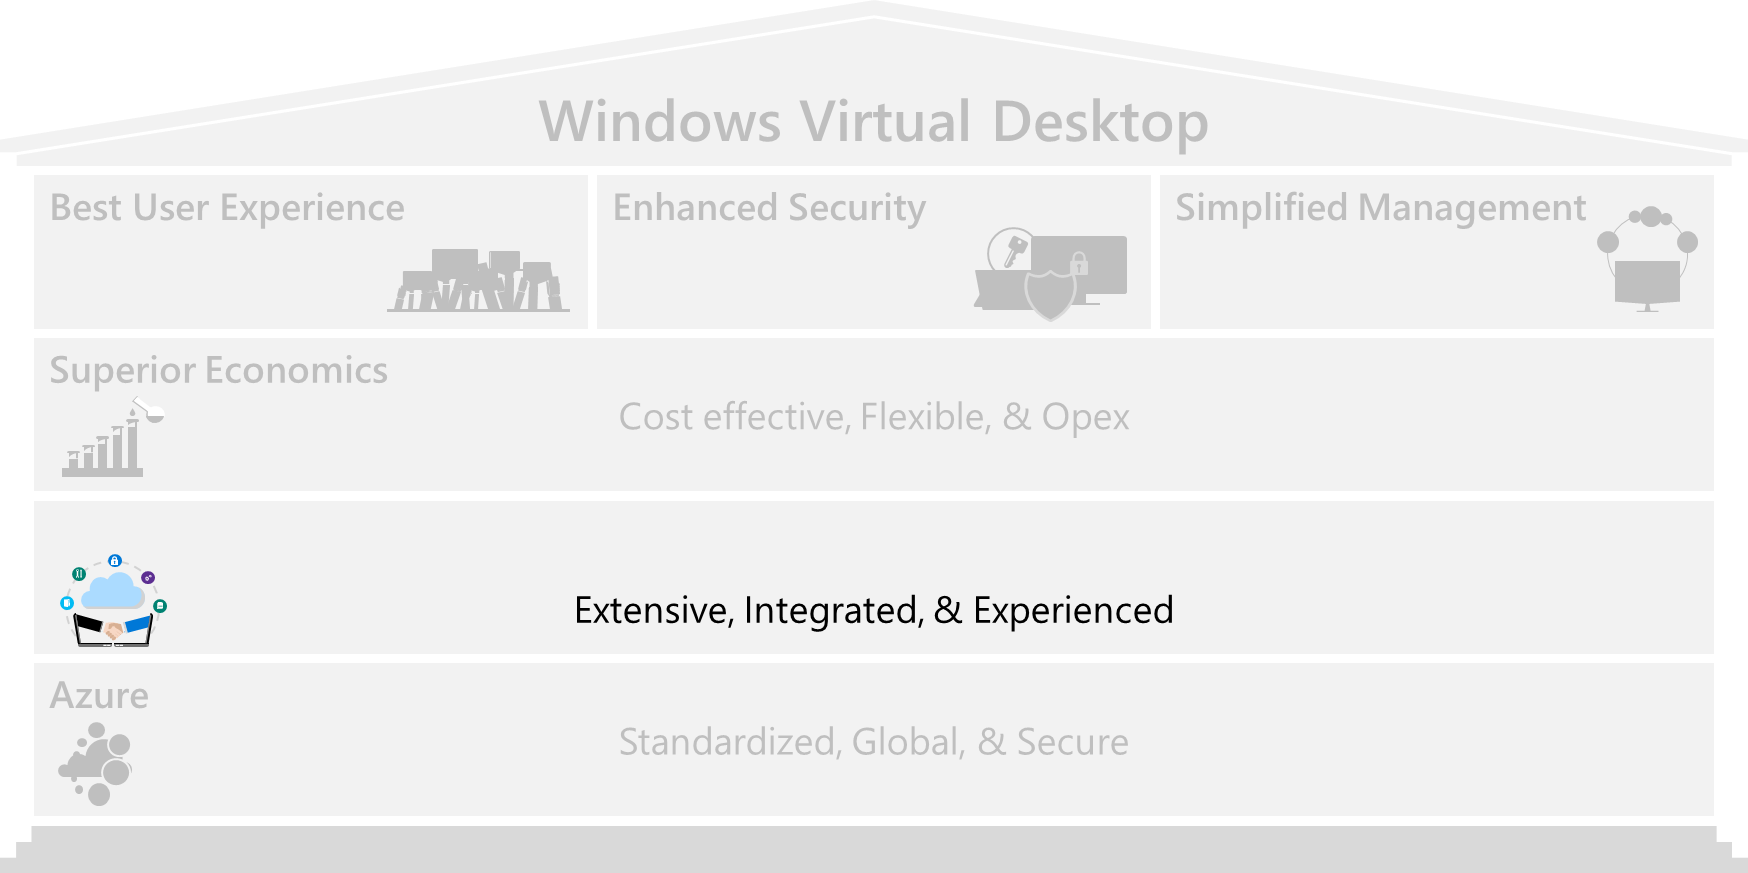 Windows Virtual Desktop
Best User Experience
Enhanced Security
Simplified Management
Superior Economics
Cost effective, Flexible, & Opex
Extensive, Integrated, & Experienced
Azure
Standardized, Global, & Secure